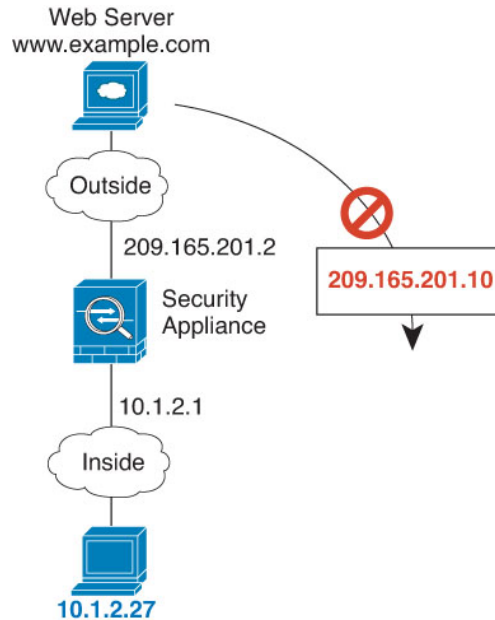 Web Server
www.example.com
Outside
209.165.201.2
209.165.201.10
Security
Appliance
10.1.2.1
Inside
10.1.2.27